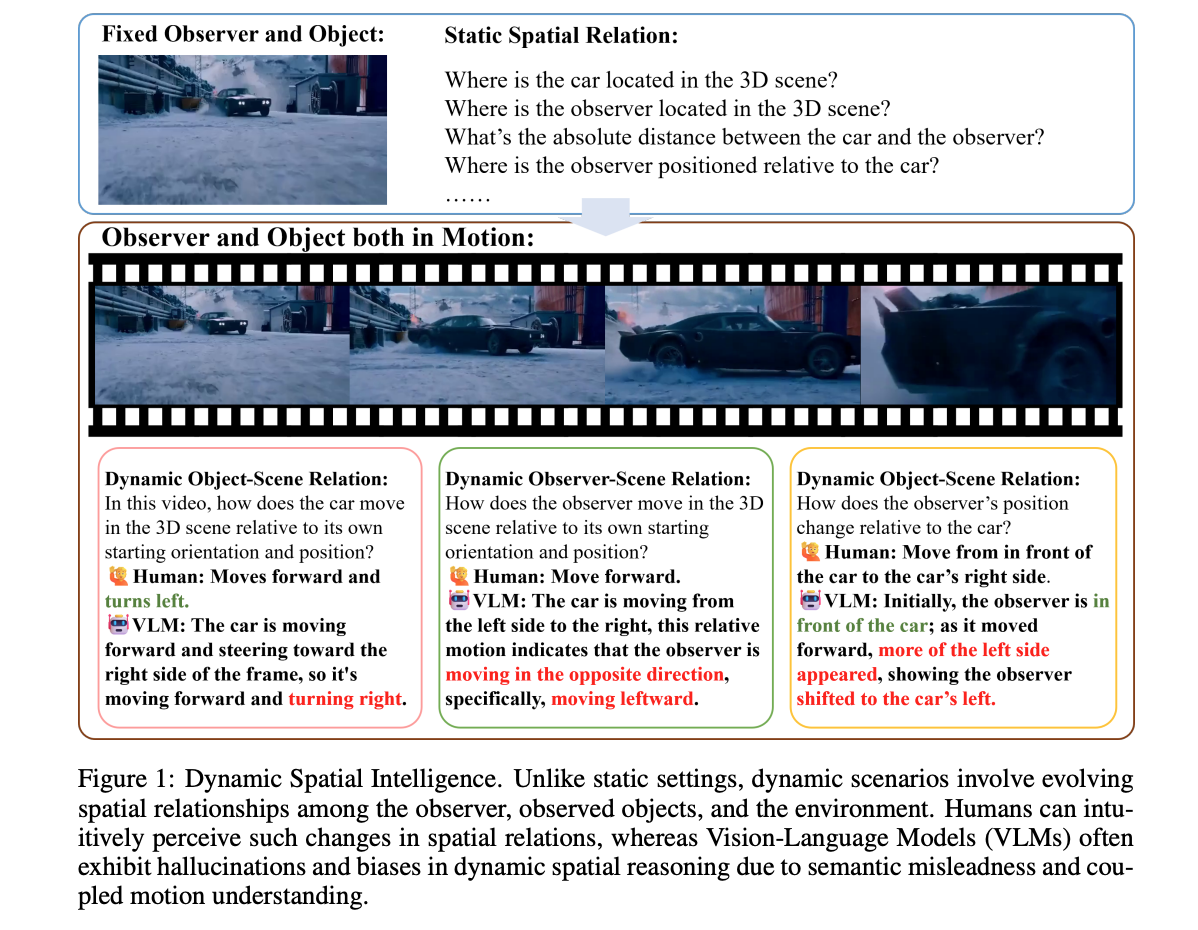 Fixed Observer and Object:
Static Spatial Relation:
Where is the car located in the 3D scene?
Where is the observer located in the 3D scene?
What's the absolute distance between the car and the observer?
Where is the observer positioned relative to the car?
……
Observer and Object both in Motion:
Dynamic Object-Scene Relation:
In this video, how does the car move
in the 3D scene relative to its own
starting orientation and position?
Human: Moves forward and
turns left.
VLM: The car is moving
forward and steering toward the
right side of the frame, so it's
moving forward and turning right.
Dynamic Observer-Scene Relation:
How does the observer move in the 3D
scene relative to its own starting
orientation and position?
Human: Move forward.
VLM: The car is moving from
the left side to the right, this relative
motion indicates that the observer is
moving in the opposite direction,
specifically, moving leftward.
Dynamic Object-Scene Relation:
How does the observer's position
change relative to the car?
Human: Move from in front of
the car to the car's right side.
VLM: Initially, the observer is in
front of the car; as it moved
forward, more of the left side
appeared, showing the observer
shifted to the car's left.
Figure 1: Dynamic Spatial Intelligence. Unlike static settings, dynamic scenarios involve evolving
spatial relationships among the observer, observed objects, and the environment. Humans can intu-
itively perceive such changes in spatial relations, whereas Vision-Language Models (VLMs) often
exhibit hallucinations and biases in dynamic spatial reasoning due to semantic misleadness and cou-
pled motion understanding.